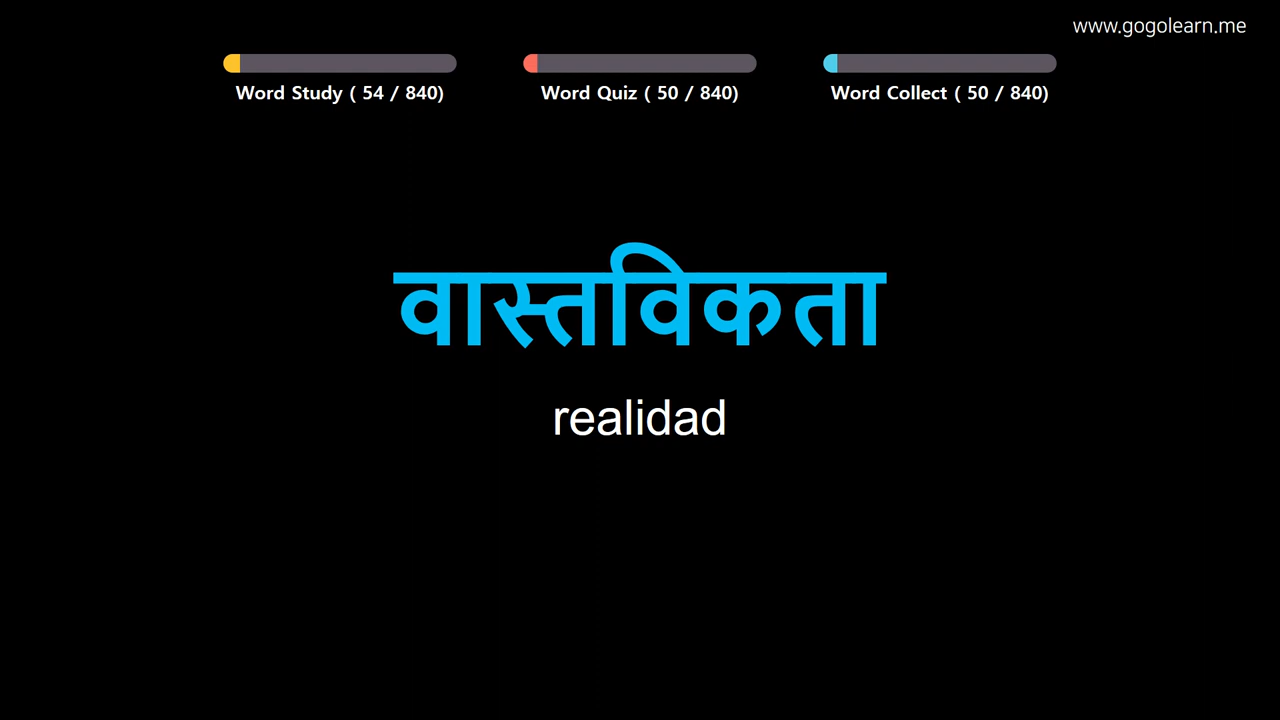 www.gogolearn.me
Word Study ( 54 / 840)
Word Quiz ( 50 / 840)
Word Collect ( 50 / 840)
वास्तविकता
realidad